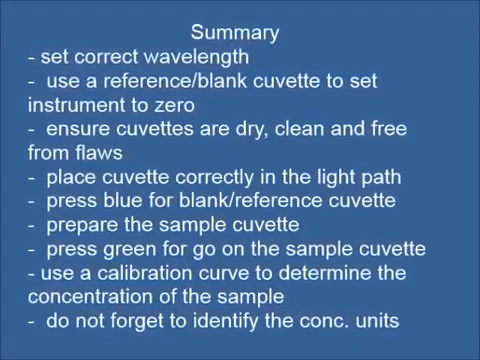 Summary
- set correct wavelength
- use a reference/blank cuvette to set
instrument to zero
- ensure cuvettes are dry, clean and free
from flaws
- place cuvette correctly in the light path
- press blue for blank/reference cuvette
- prepare the sample cuvette
- press green for go on the sample cuvette
- use a calibration curve to determine the
concentration of the sample
- do not forget to identify the conc. units